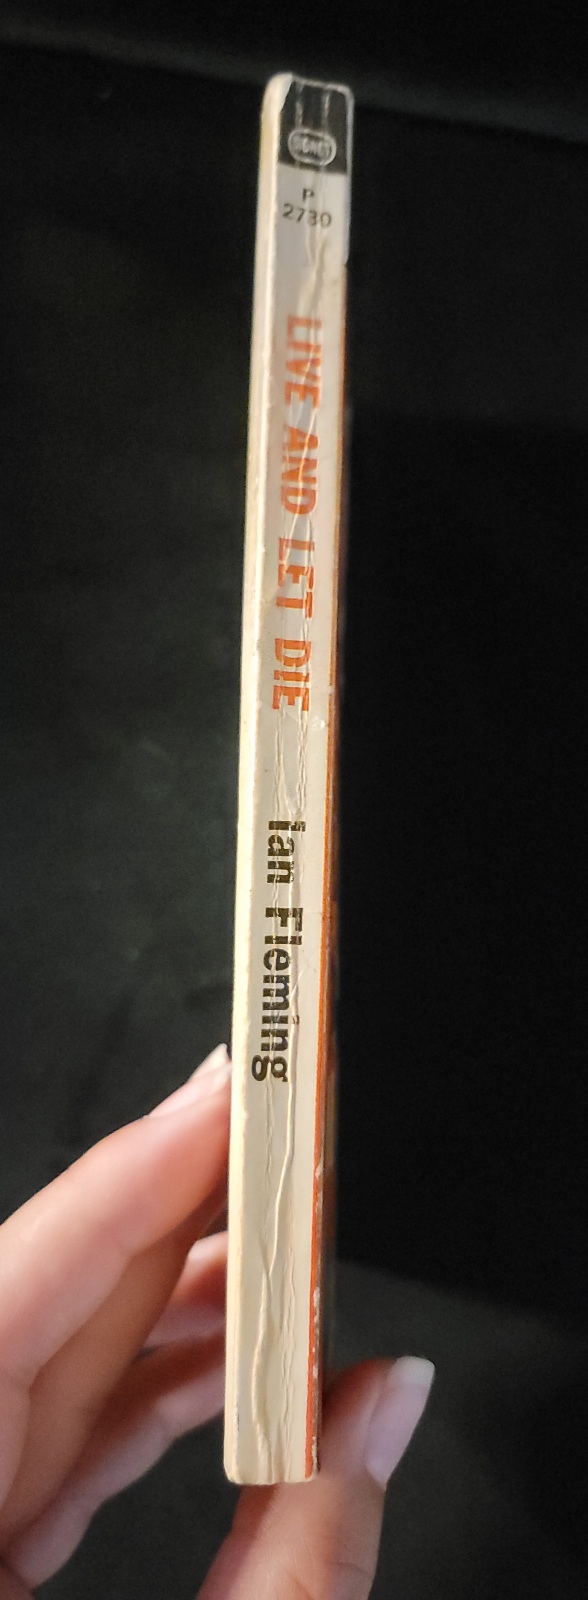 SIGNET
P
2730
LIVE AND LET DIE
Ian Fleming